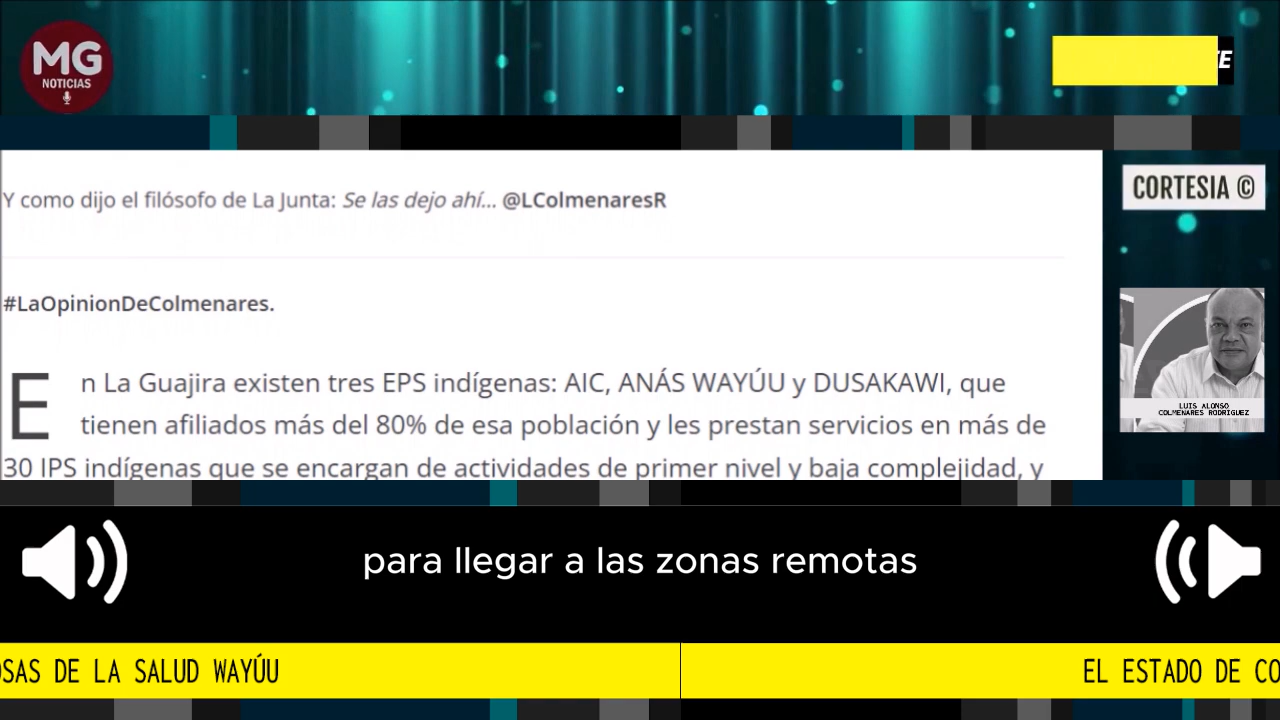 MG
NOTICIAS
Y como dijo el filósofo de La Junta: Se las dejo ahí... @LColmenaresR
CORTESIA ©
#LaOpinionDeColmenares.
En La Guajira existen tres EPS indígenas: AIC, ANÁS WAYÚU y DUSAKAWI, que
tienen afiliados más del 80% de esa población y les prestan servicios en más de
30 IPS indígenas que se encargan de actividades de primer nivel y baja complejidad, y
LUIS ALONSO
COLMENARES RODRÍGUEZ
para llegar a las zonas remotas
OSAS DE LA SALUD WAYÚU
EL ESTADO DE CO